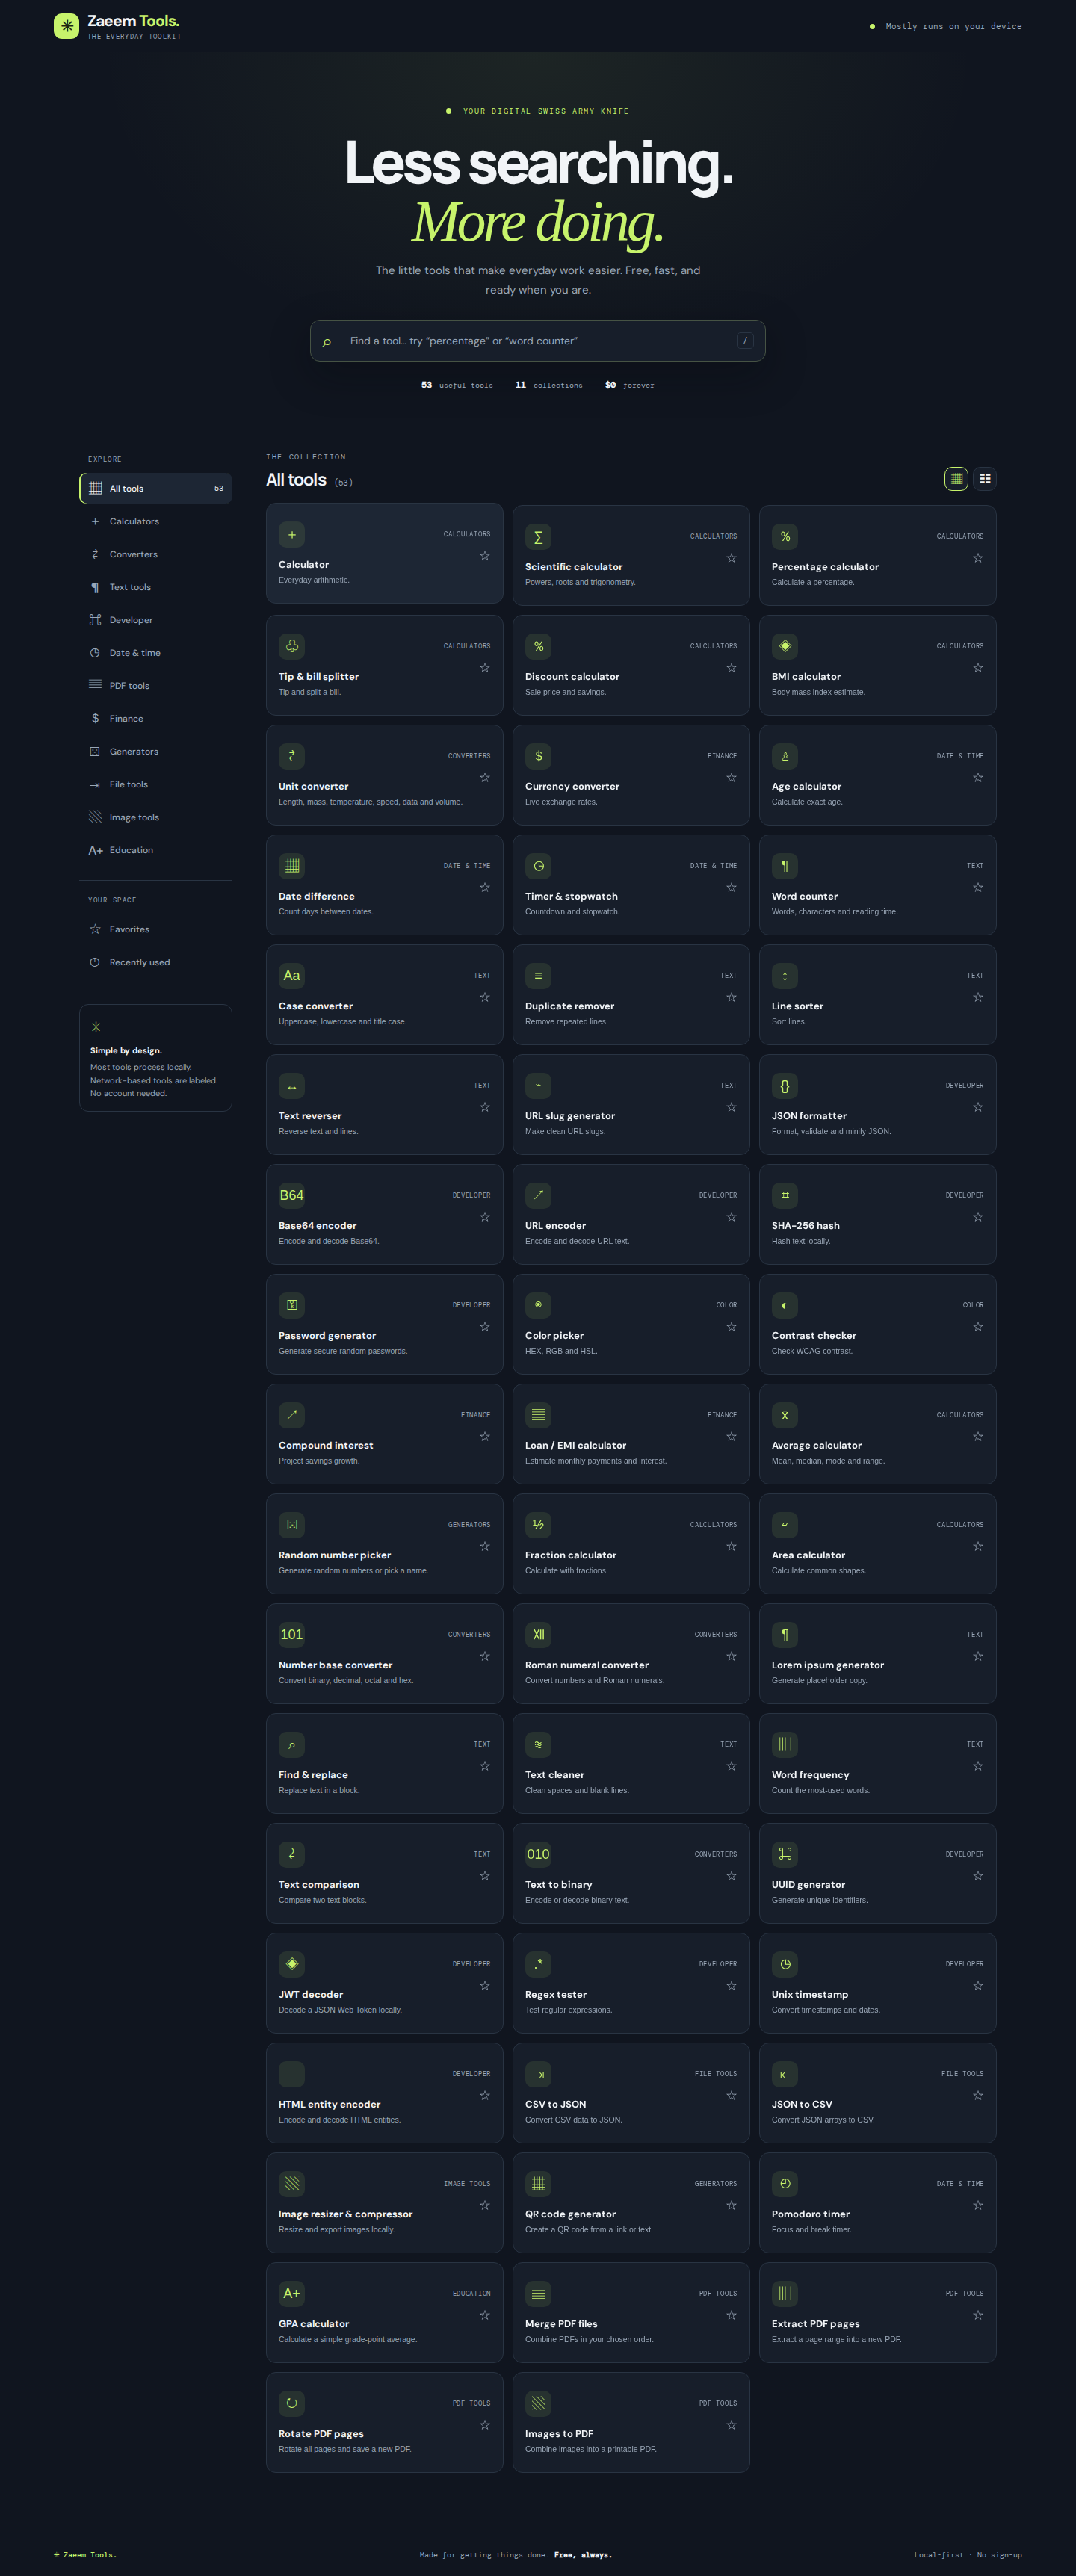 Zaeem Tools.
THE EVERYDAY TOOLKIT
Mostly runs on your device
YOUR DIGITAL SWISS ARMY KNIFE
Less searching.
More doing.
The little tools that make everyday work easier. Free, fast, and
ready when you are.
Find a tool… try “percentage” or “word counter”
/
53 useful tools 11 collections $0 forever
EXPLORE
All tools 53
+ Calculators
Converters
¶ Text tools
⌘ Developer
Date & time
PDF tools
$ Finance
Generators
File tools
Image tools
A+ Education
YOUR SPACE
☆ Favorites
Recently used
Simple by design.
Most tools process locally.
Network-based tools are labeled.
No account needed.
THE COLLECTION
All tools (53)
+ CALCULATORS
Calculator
Everyday arithmetic.
∑ CALCULATORS
Scientific calculator
Powers, roots and trigonometry.
% CALCULATORS
Percentage calculator
Calculate a percentage.
CALCULATORS
Tip & bill splitter
Tip and split a bill.
% CALCULATORS
Discount calculator
Sale price and savings.
CALCULATORS
BMI calculator
Body mass index estimate.
CONVERTERS
Unit converter
Length, mass, temperature, speed, data and volume.
$ FINANCE
Currency converter
Live exchange rates.
DATE & TIME
Age calculator
Calculate exact age.
DATE & TIME
Date difference
Count days between dates.
DATE & TIME
Timer & stopwatch
Countdown and stopwatch.
¶ TEXT
Word counter
Words, characters and reading time.
Aa TEXT
Case converter
Uppercase, lowercase and title case.
≡ TEXT
Duplicate remover
Remove repeated lines.
↕ TEXT
Line sorter
Sort lines.
↔ TEXT
Text reverser
Reverse text and lines.
~ TEXT
URL slug generator
Make clean URL slugs.
{} DEVELOPER
JSON formatter
Format, validate and minify JSON.
B64 DEVELOPER
Base64 encoder
Encode and decode Base64.
↗ DEVELOPER
URL encoder
Encode and decode URL text.
⌗ DEVELOPER
SHA-256 hash
Hash text locally.
DEVELOPER
Password generator
Generate secure random passwords.
COLOR
Color picker
HEX, RGB and HSL.
COLOR
Contrast checker
Check WCAG contrast.
↗ FINANCE
Compound interest
Project savings growth.
FINANCE
Loan / EMI calculator
Estimate monthly payments and interest.
x̄ CALCULATORS
Average calculator
Mean, median, mode and range.
GENERATORS
Random number picker
Generate random numbers or pick a name.
½ CALCULATORS
Fraction calculator
Calculate with fractions.
CALCULATORS
Area calculator
Calculate common shapes.
101 CONVERTERS
Number base converter
Convert binary, decimal, octal and hex.
Ⅻ CONVERTERS
Roman numeral converter
Convert numbers and Roman numerals.
¶ TEXT
Lorem ipsum generator
Generate placeholder copy.
TEXT
Find & replace
Replace text in a block.
≋ TEXT
Text cleaner
Clean spaces and blank lines.
TEXT
Word frequency
Count the most-used words.
TEXT
Text comparison
Compare two text blocks.
010 CONVERTERS
Text to binary
Encode or decode binary text.
⌘ DEVELOPER
UUID generator
Generate unique identifiers.
DEVELOPER
JWT decoder
Decode a JSON Web Token locally.
.* DEVELOPER
Regex tester
Test regular expressions.
DEVELOPER
Unix timestamp
Convert timestamps and dates.
DEVELOPER
HTML entity encoder
Encode and decode HTML entities.
⇥ FILE TOOLS
CSV to JSON
Convert CSV data to JSON.
⇤ FILE TOOLS
JSON to CSV
Convert JSON arrays to CSV.
IMAGE TOOLS
Image resizer & compressor
Resize and export images locally.
GENERATORS
QR code generator
Create a QR code from a link or text.
DATE & TIME
Pomodoro timer
Focus and break timer.
A+ EDUCATION
GPA calculator
Calculate a simple grade-point average.
PDF TOOLS
Merge PDF files
Combine PDFs in your chosen order.
PDF TOOLS
Extract PDF pages
Extract a page range into a new PDF.
PDF TOOLS
Rotate PDF pages
Rotate all pages and save a new PDF.
PDF TOOLS
Images to PDF
Combine images into a printable PDF.
Zaeem Tools.
Made for getting things done. Free, always.
Local-first · No sign-up